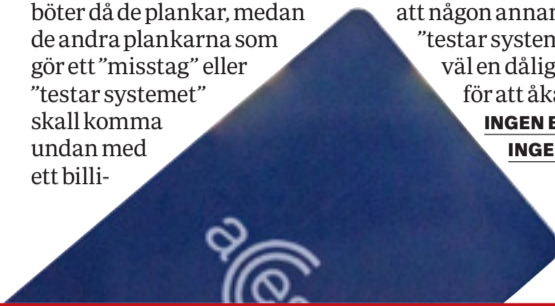 böter då de plankar, medan
de andra plankarna som
gör ett ”misstag” eller
”testar systemet”
skall komma
undan med
ett billi-
att någon annar
”testar system
väl en dålig
för att åka
INGEN
INGE